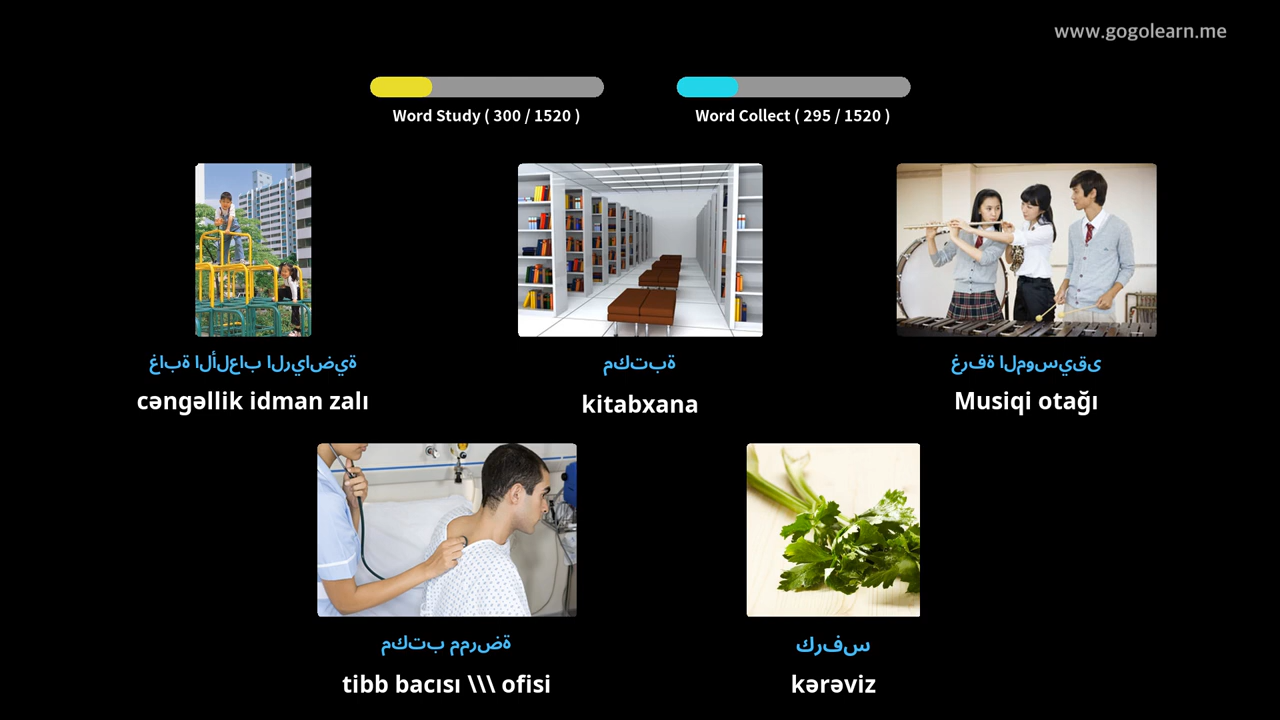 www.gogolearn.me
Word Study ( 300 / 1520 )
Word Collect ( 295 / 1520 )
غابة الألعاب الرياضية
cəngəllik idman zalı
مكتبة
kitabxana
غرفة الموسيقى
Musiqi otağı
مكتب ممرضة
tibb bacısı \\\ ofisi
كرفس
kərəviz